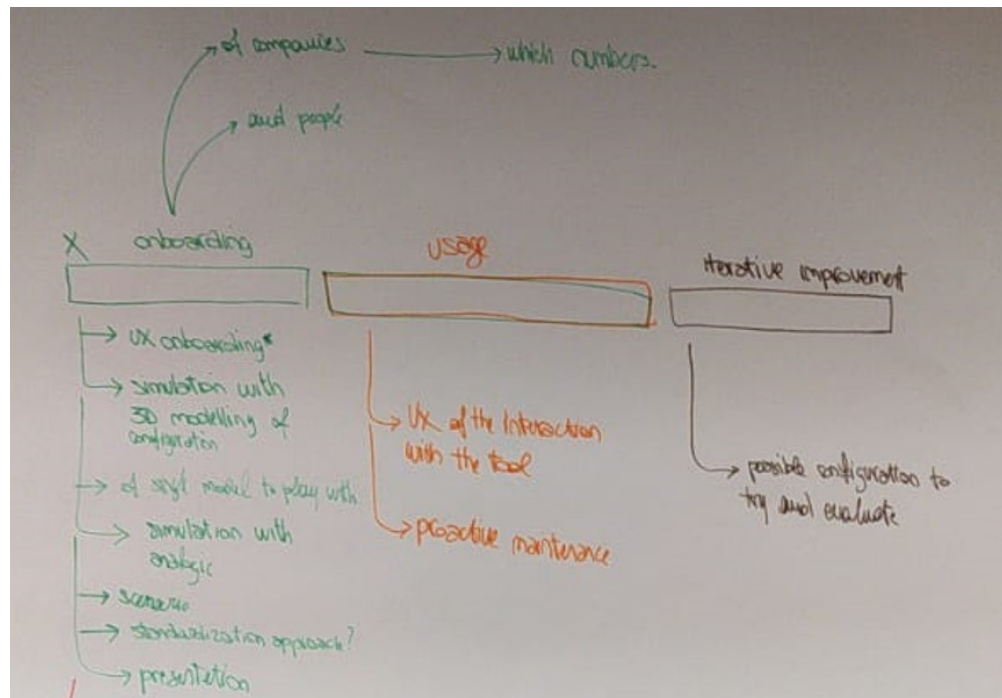 of companies which numbers.
and people
X onboarding
usage
iterative improvement
UX onboarding*
simulation with
3D modelling of
configuration
of model to play with
simulation with
analogic
scenario
standardization approach?
presentation
UX of the Interaction
with the tool
proactive maintenance
possible configuration to
try and evaluate